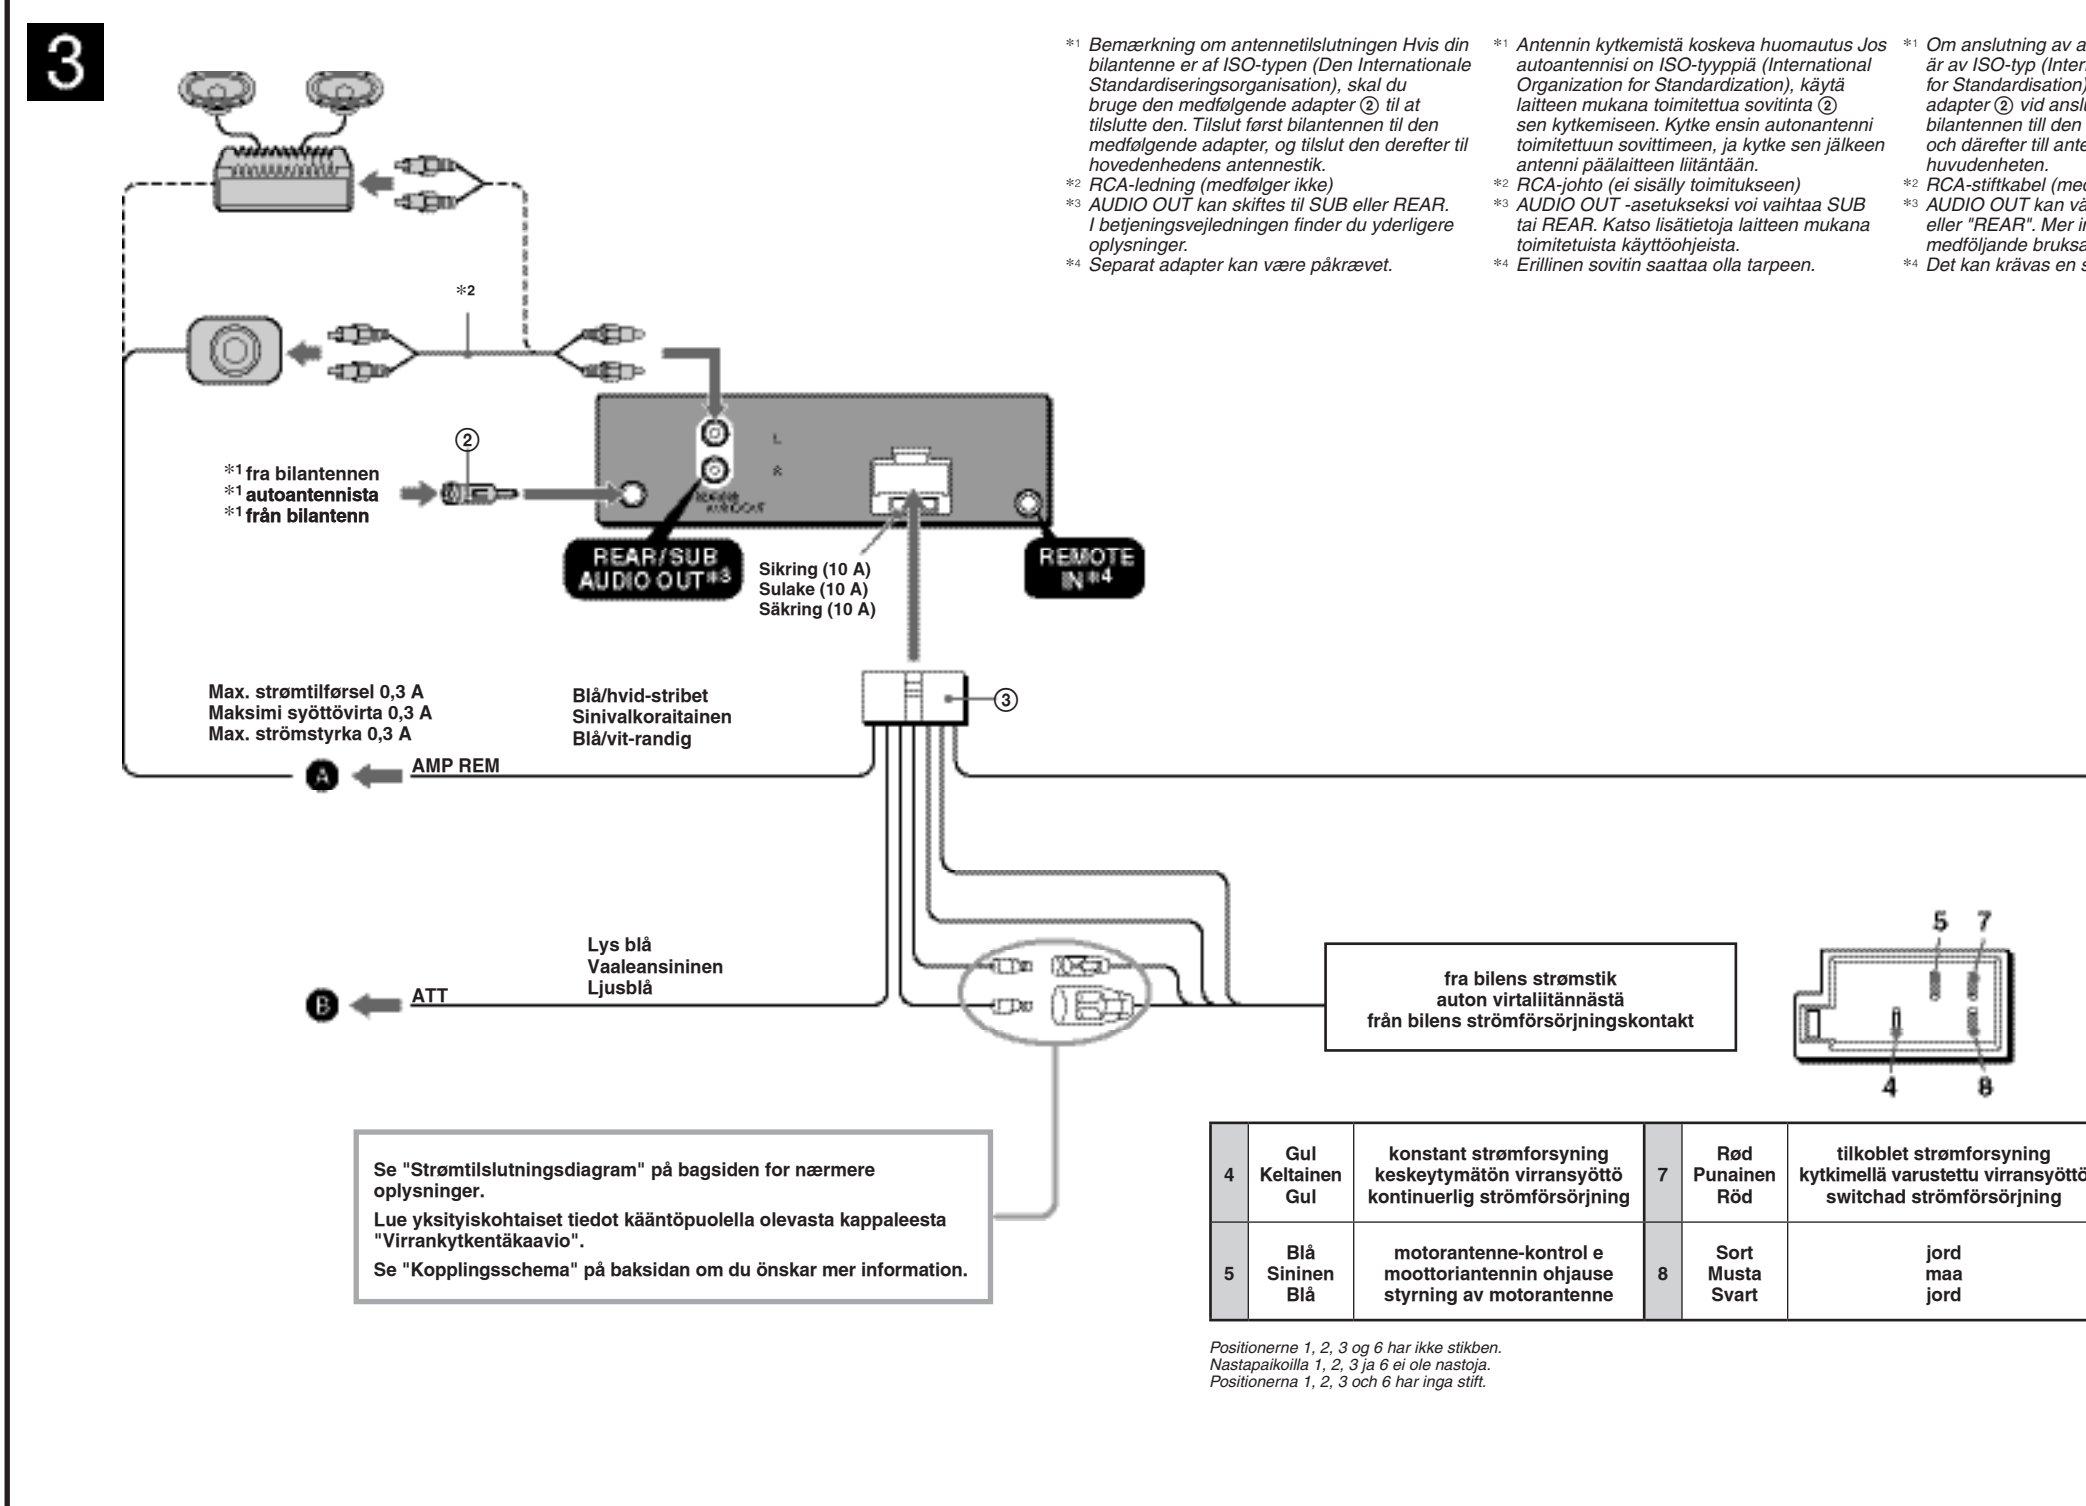 3
*1 Bemærkning om antennetilslutningen Hvis din
bilantenne er af ISO-typen (Den Internationale
Standardiseringsorganisation), skal du
bruge den medfølgende adapter ② til at
tilslutte den. Tilslut først bilantennen til den
medfølgende adapter, og tilslut den derefter til
hovedenhedens antennestik.
*2 RCA-ledning (medfølger ikke)
*3 AUDIO OUT kan skiftes til SUB eller REAR.
I betjeningsvejledningen finder du yderligere
oplysninger.
*4 Separat adapter kan være påkrævet.
*1 Antennin kytkemistä koskeva huomautus Jos
autoantennisi on ISO-tyyppiä (International
Organization for Standardization), käytä
laitteen mukana toimitettua sovitinta ②
sen kytkemiseen. Kytke ensin autonantenni
toimitettuun sovittimeen, ja kytke sen jälkeen
antenni päälaitteen liitäntään.
*2 RCA-johto (ei sisälly toimitukseen)
*3 AUDIO OUT -asetukseksi voi vaihtaa SUB
tai REAR. Katso lisätietoja laitteen mukana
toimitetuista käyttöohjeista.
*4 Erillinen sovitin saattaa olla tarpeen.
*1 Om anslutning av a
är av ISO-typ (Inter
for Standardisation)
adapter ② vid anslu
bilantennen till den
och därefter till ante
huvudenheten.
*2 RCA-stiftkabel (med
*3 AUDIO OUT kan vä
eller "REAR". Mer in
medföljande bruksa
*4 Det kan krävas en s
*2
②
L
R
*1 fra bilantennen
*1 autoantennista
*1 från bilantenn
AUDIO OUT
REAR/SUB
AUDIO OUT*3
Sikring (10 A)
Sulake (10 A)
Säkring (10 A)
REMOTE
IN*4
③
Max. strømtilførsel 0,3 A
Maksimi syöttövirta 0,3 A
Max. strömstyrka 0,3 A
Blå/hvid-stribet
Sinivalkoraitainen
Blå/vit-randig
A
AMP REM
Lys blå
Vaaleansininen
Ljusblå
B
ATT
fra bilens strømstik
auton virtaliitännästä
från bilens strömförsörjningskontakt
5 7
4 8
Se "Strømtilslutningsdiagram" på bagsiden for nærmere
oplysninger.
Lue yksityiskohtaiset tiedot kääntöpuolella olevasta kappaleesta
"Virrankytkentäkaavio".
Se "Kopplingsschema" på baksidan om du önskar mer information.
4
Gul
Keltainen
Gul
konstant strømforsyning
keskeytymätön virransyöttö
kontinuerlig strömförsörjning
7
Rød
Punainen
Röd
tilkoblet strømforsyning
kytkimellä varustettu virransyöttö
switchad strömförsörjning
5
Blå
Sininen
Blå
motorantenne-kontrol e
moottoriantennin ohjause
styrning av motorantenne
8
Sort
Musta
Svart
jord
maa
jord
Positionerne 1, 2, 3 og 6 har ikke stikben.
Nastapaikoilla 1, 2, 3 ja 6 ei ole nastoja.
Positionerna 1, 2, 3 och 6 har inga stift.